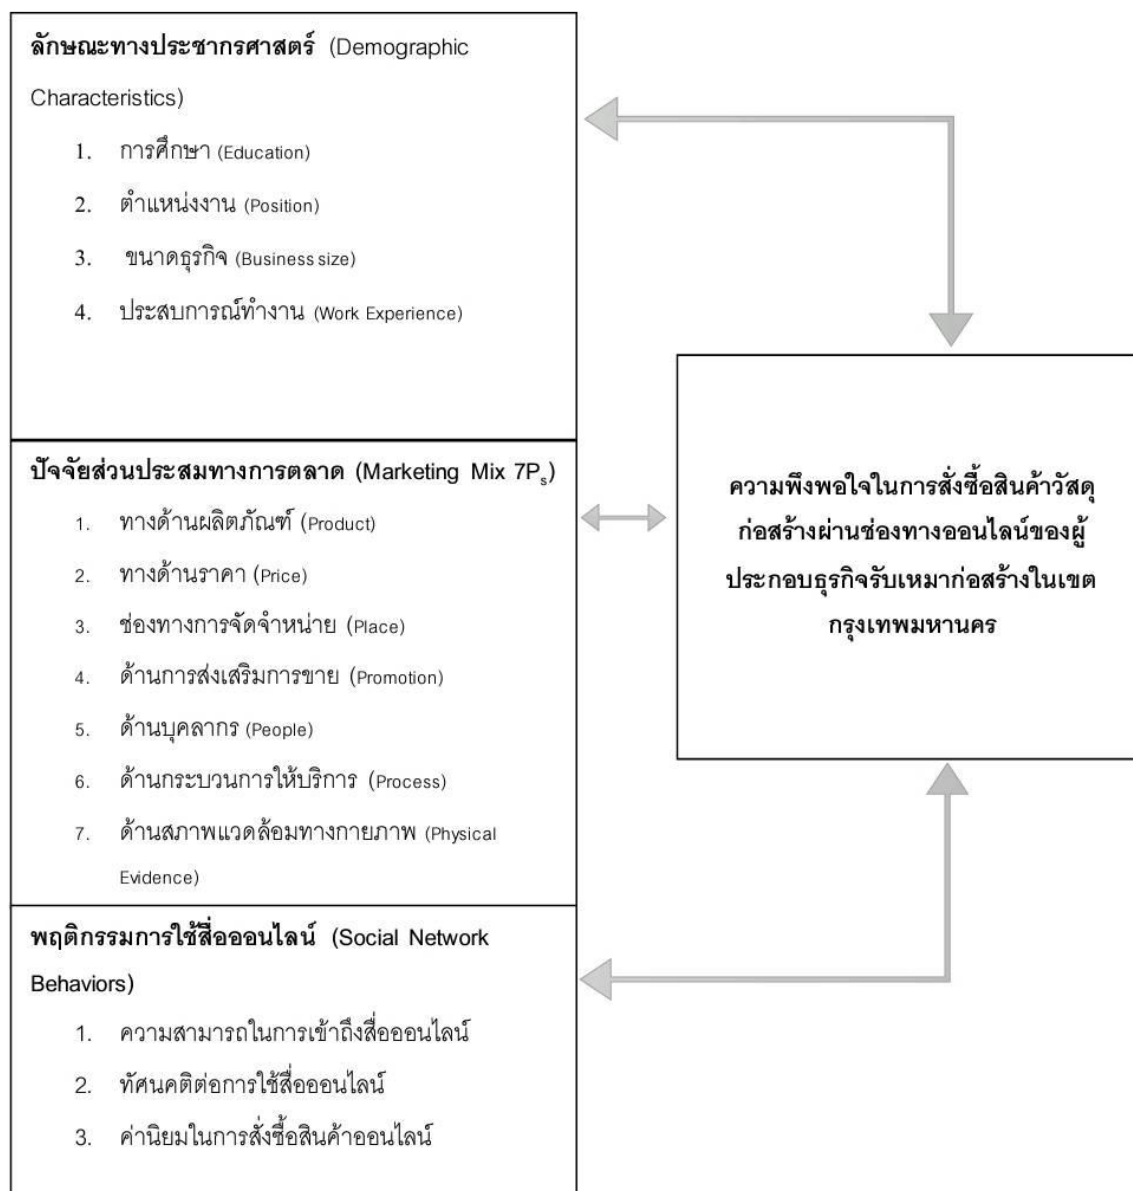 ลักษณะทางประชากรศาสตร์ (Demographic
Characteristics)
1. การศึกษา (Education)
2. ตำแหน่งงาน (Position)
3. ขนาดธุรกิจ (Business size)
4. ประสบการณ์ทำงาน (Work Experience)
ปัจจัยส่วนประสมทางการตลาด (Marketing Mix 7Ps)
1. ทางด้านผลิตภัณฑ์ (Product)
2. ทางด้านราคา (Price)
3. ช่องทางการจัดจำหน่าย (Place)
4. ด้านการส่งเสริมการขาย (Promotion)
5. ด้านบุคลากร (People)
6. ด้านกระบวนการให้บริการ (Process)
7. ด้านสภาพแวดล้อมทางกายภาพ (Physical
Evidence)
พฤติกรรมการใช้สื่อออนไลน์ (Social Network
Behaviors)
1. ความสามารถในการเข้าถึงสื่อออนไลน์
2. ทัศนคติต่อการใช้สื่อออนไลน์
3. ค่านิยมในการสั่งซื้อสินค้าออนไลน์
ความพึงพอใจในการสั่งซื้อสินค้าวัสดุ
ก่อสร้างผ่านช่องทางออนไลน์ของผู้
ประกอบธุรกิจรับเหมาก่อสร้างในเขต
กรุงเทพมหานคร